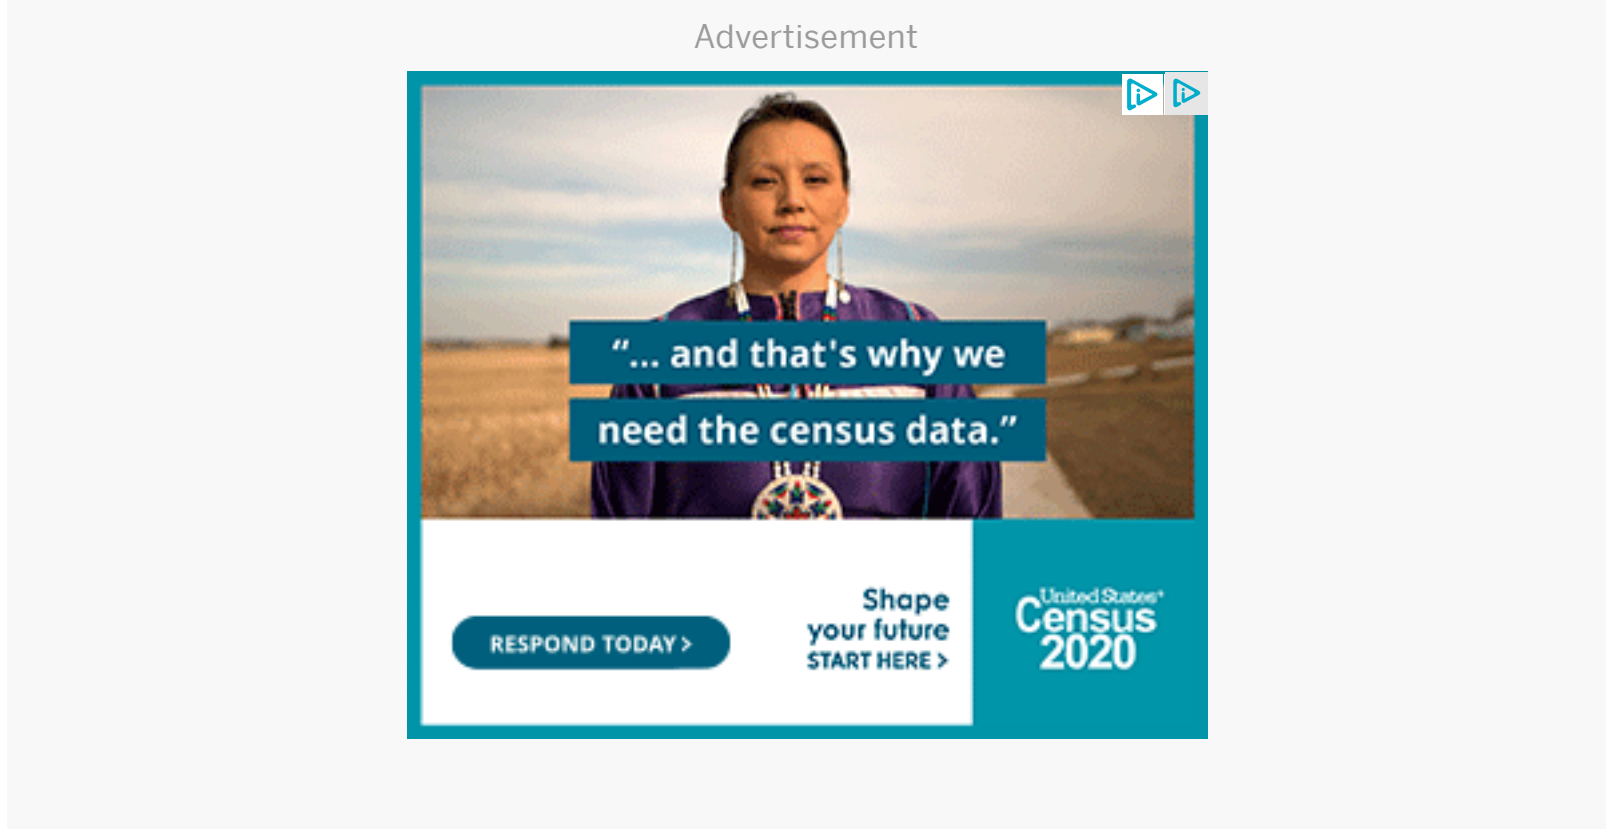 Advertisement
“... and that's why we
need the census data.”
RESPOND TODAY >
Shape
your future
START HERE >
United States®
Census
2020